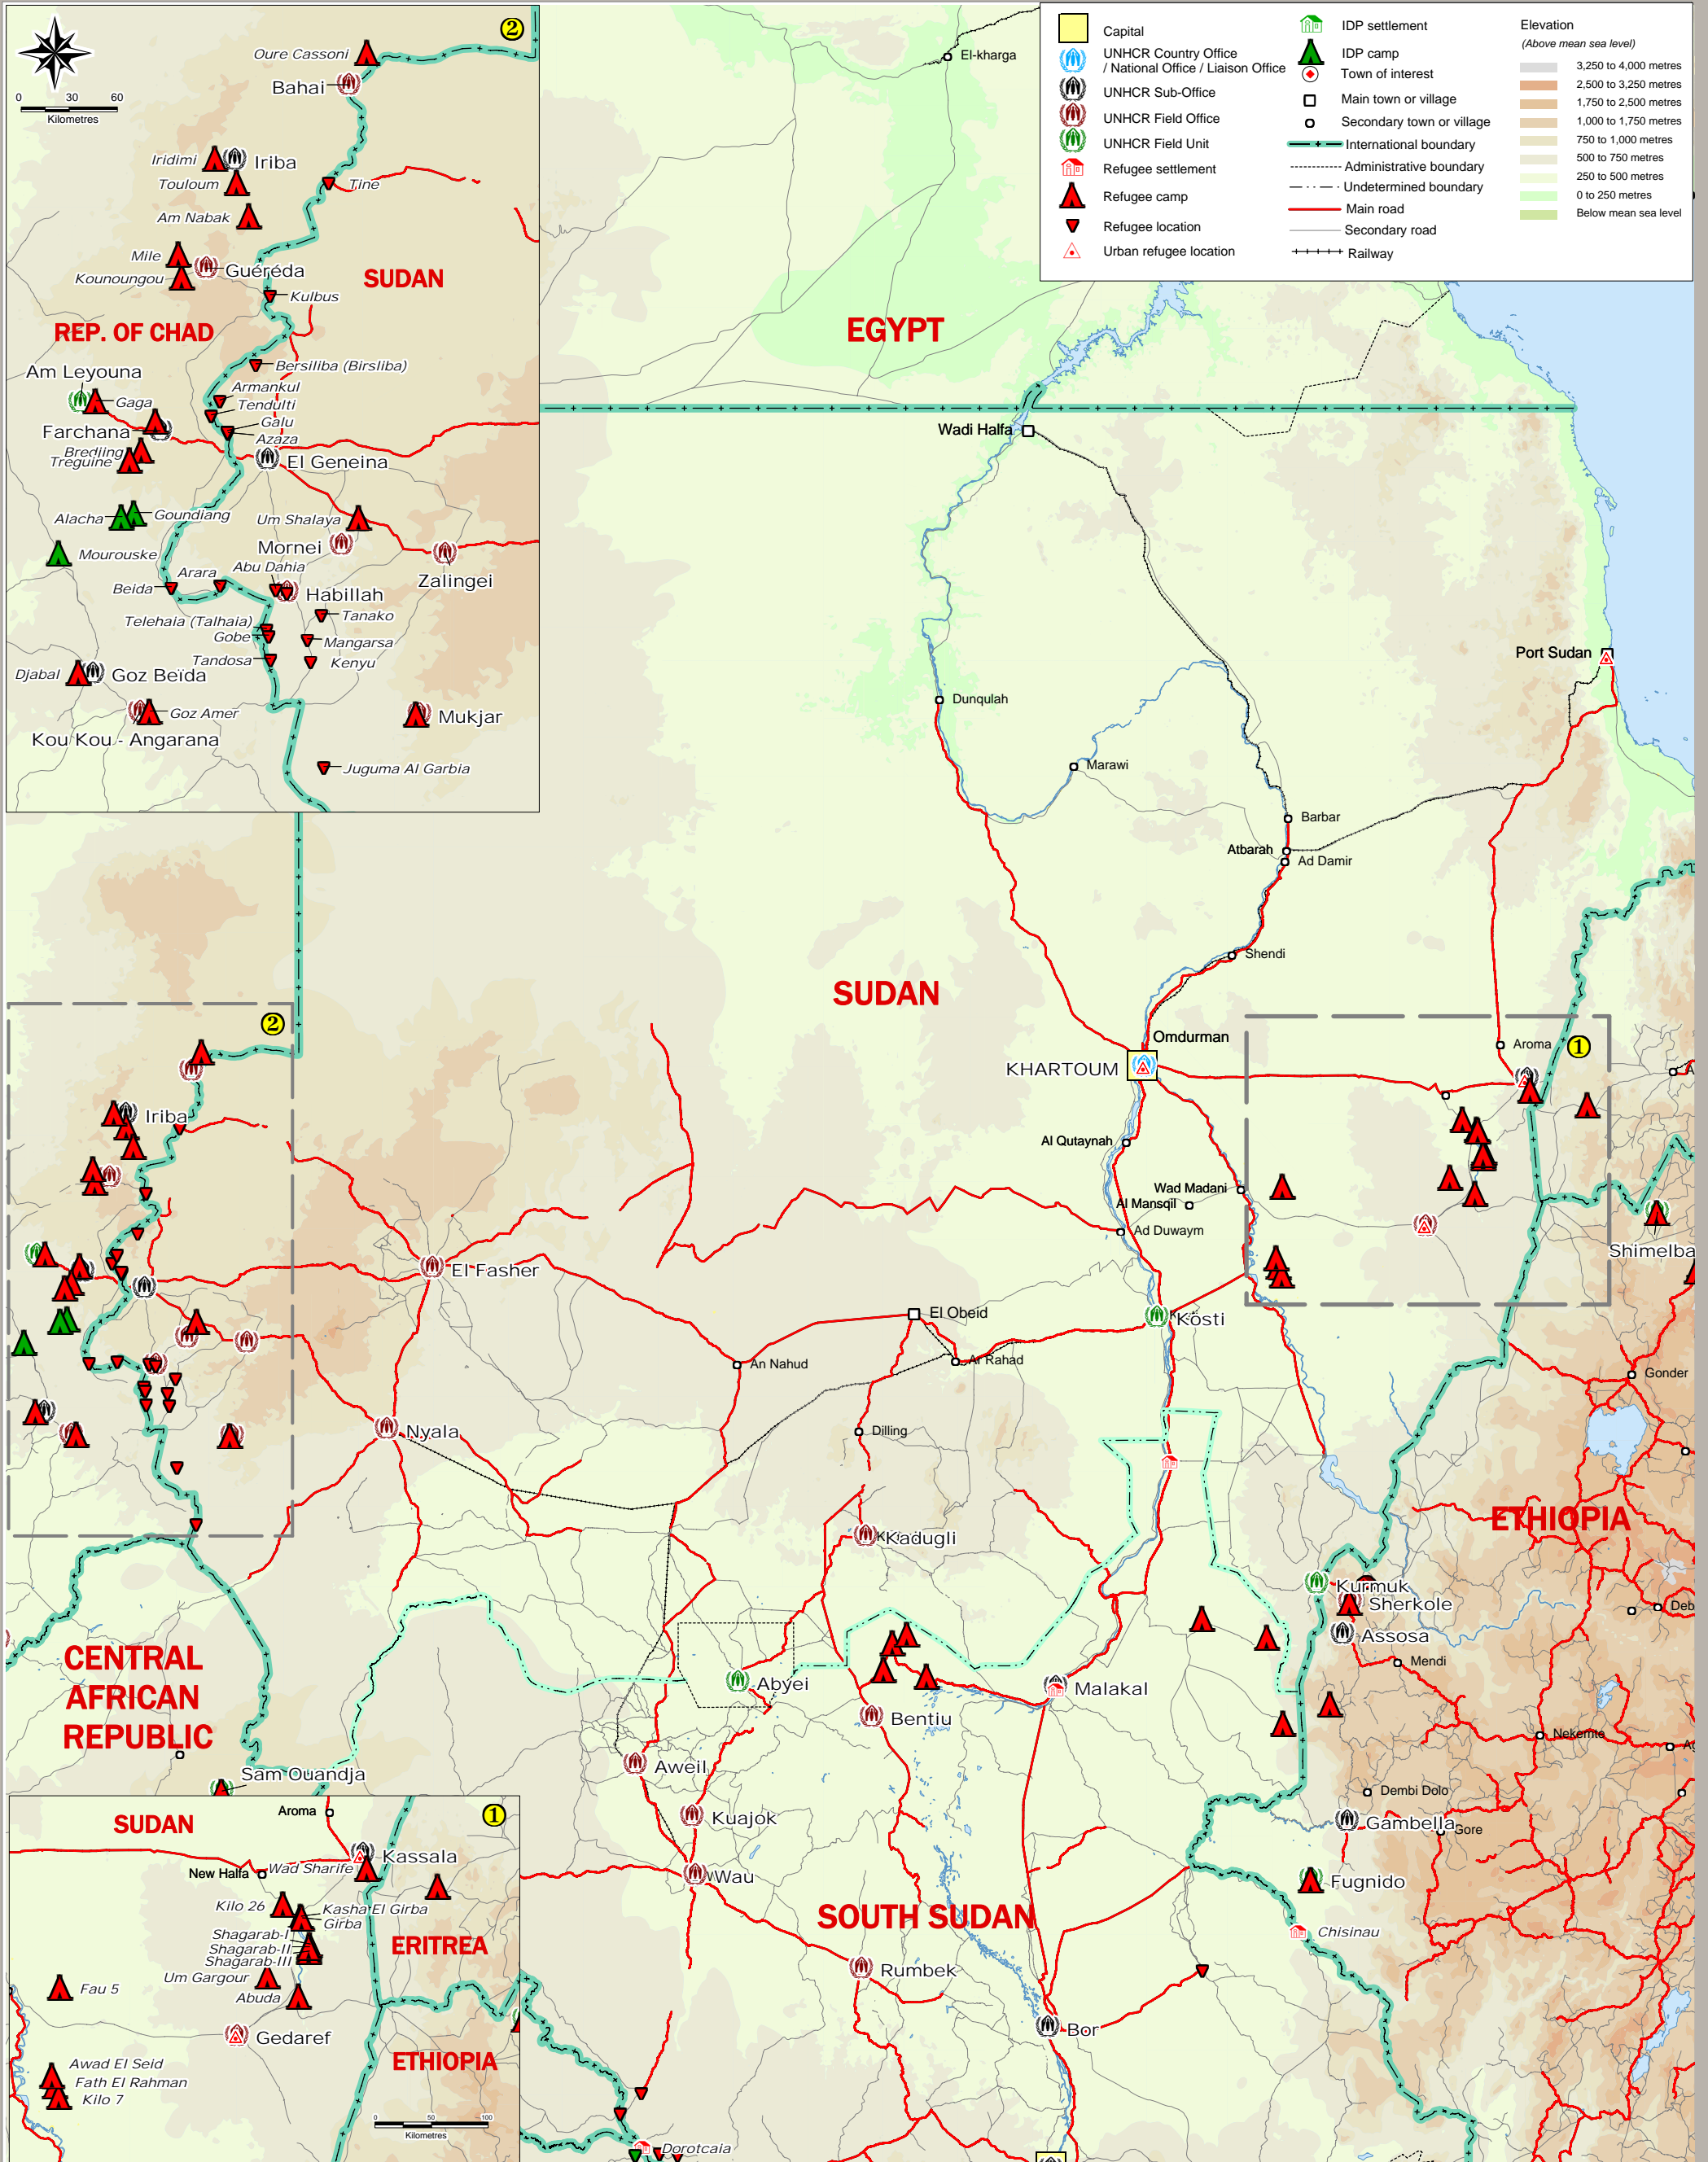 2
Oure Cassoni
Bahai
0 30 60
Kilometres
Iridimi
Iriba
Touloum
Tine
Am Nabak
Mile
Guéréda
Kounoungou
SUDAN
Kulbus
REP. OF CHAD
Bersiliba (Birsliba)
Am Leyouna
Armankul
Gaga
Tendulti
Galu
Farchana
Azaza
Bredjing
Treguine
El Geneina
Alacha
Goundiang
Um Shalaya
Mornei
Mourouske
Zalingei
Abu Dahia
Arara
Beida
Habillah
Tanako
Telehaia (Talhaia)
Gobe
Mangarsa
Tandosa
Kenyu
Djabal
Goz Beïda
Goz Amer
Mukjar
Kou Kou - Angarana
Juguma Al Garbia
Capital
UNHCR Country Office
/ National Office / Liaison Office
UNHCR Sub-Office
UNHCR Field Office
UNHCR Field Unit
Refugee settlement
Refugee camp
Refugee location
Urban refugee location
IDP settlement
IDP camp
Town of interest
Main town or village
Secondary town or village
International boundary
Administrative boundary
Undetermined boundary
Main road
Secondary road
Railway
Elevation
(Above mean sea level)
3,250 to 4,000 metres
2,500 to 3,250 metres
1,750 to 2,500 metres
1,000 to 1,750 metres
750 to 1,000 metres
500 to 750 metres
250 to 500 metres
0 to 250 metres
Below mean sea level
El-kharga
EGYPT
Wadi Halfa
Port Sudan
Dunqulah
Marawi
Barbar
Atbarah
Ad Damir
Shendi
SUDAN
Omdurman
KHARTOUM
2
1
Aroma
Iriba
Al Qutaynah
Wad Madani
Al Mansqil
Ad Duwaym
Shimelba
El Fasher
El Obeid
Kosti
An Nahud
Ar Rahad
Gonder
Nyala
Dilling
ETHIOPIA
Kadugli
Kurmuk
Sherkole
Deb
Assosa
Mendi
CENTRAL
AFRICAN
REPUBLIC
Abyei
Malakal
Bentiu
Nekemte
Aweil
Sam Ouandja
Dembi Dolo
Kuajok
Gambella
Gore
Wau
Fugnido
SOUTH SUDAN
Chisinau
Rumbek
Bor
Dorotcaia
SUDAN
Aroma
1
Kassala
New Halfa
Wad Sharife
Kilo 26
Kasha El Girba
Girba
Shagarab-I
Shagarab-II
Shagarab-III
ERITREA
Um Gargour
Fau 5
Abuda
Gedaref
ETHIOPIA
Awad El Seid
Fath El Rahman
Kilo 7
0 50 100
Kilometres